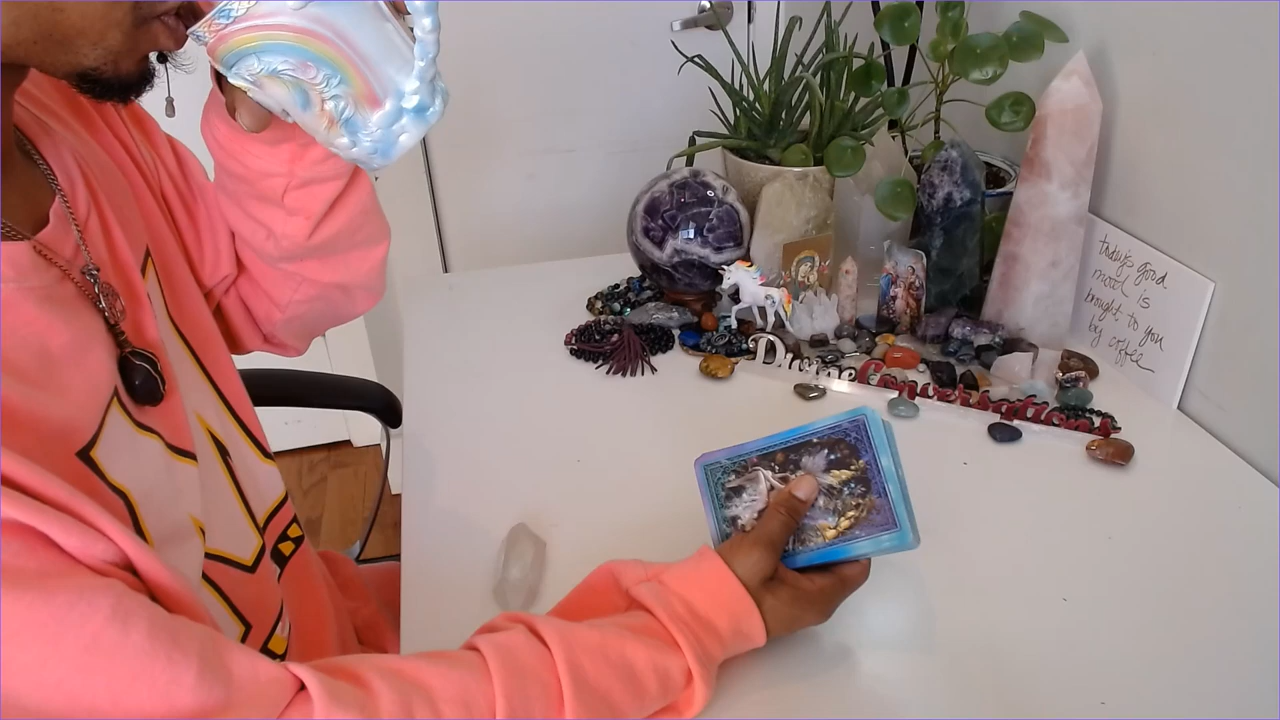 today's good
mood is
brought to you
by coffee
Divine Conversations